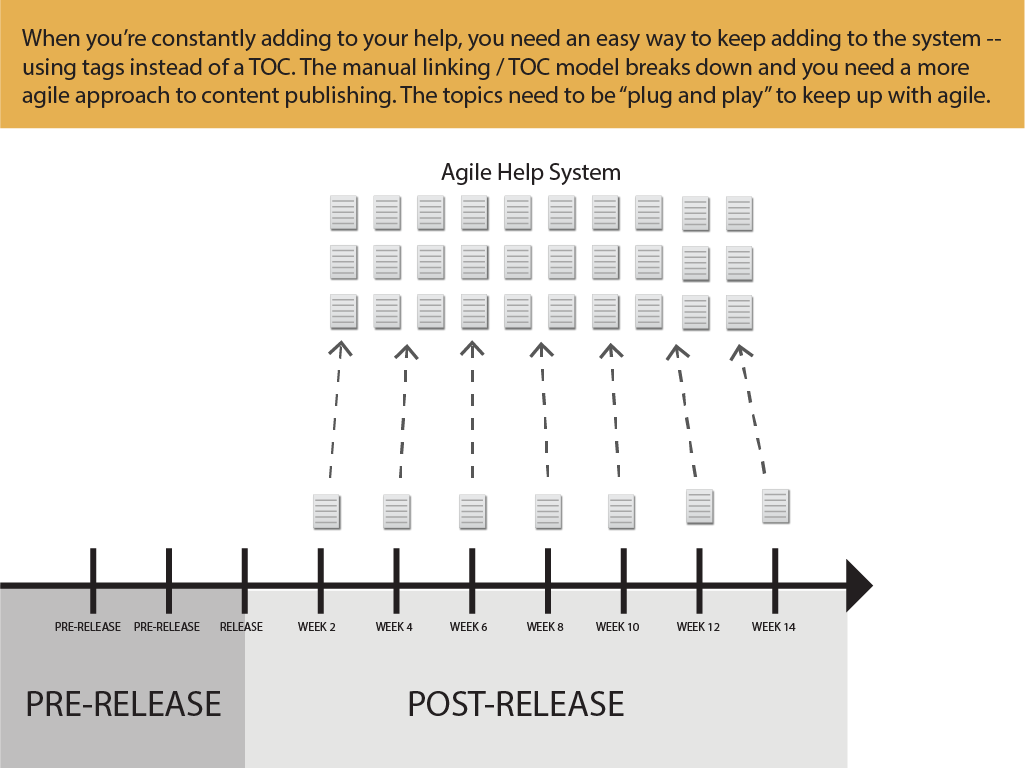 When you’re constantly adding to your help, you need an easy way to keep adding to the system --
using tags instead of a TOC. The manual linking / TOC model breaks down and you need a more
agile approach to content publishing. The topics need to be “plug and play” to keep up with agile.
Agile Help System
PRE-RELEASE PRE-RELEASE RELEASE WEEK 2 WEEK 4 WEEK 6 WEEK 8 WEEK 10 WEEK 12 WEEK 14
PRE-RELEASE POST-RELEASE